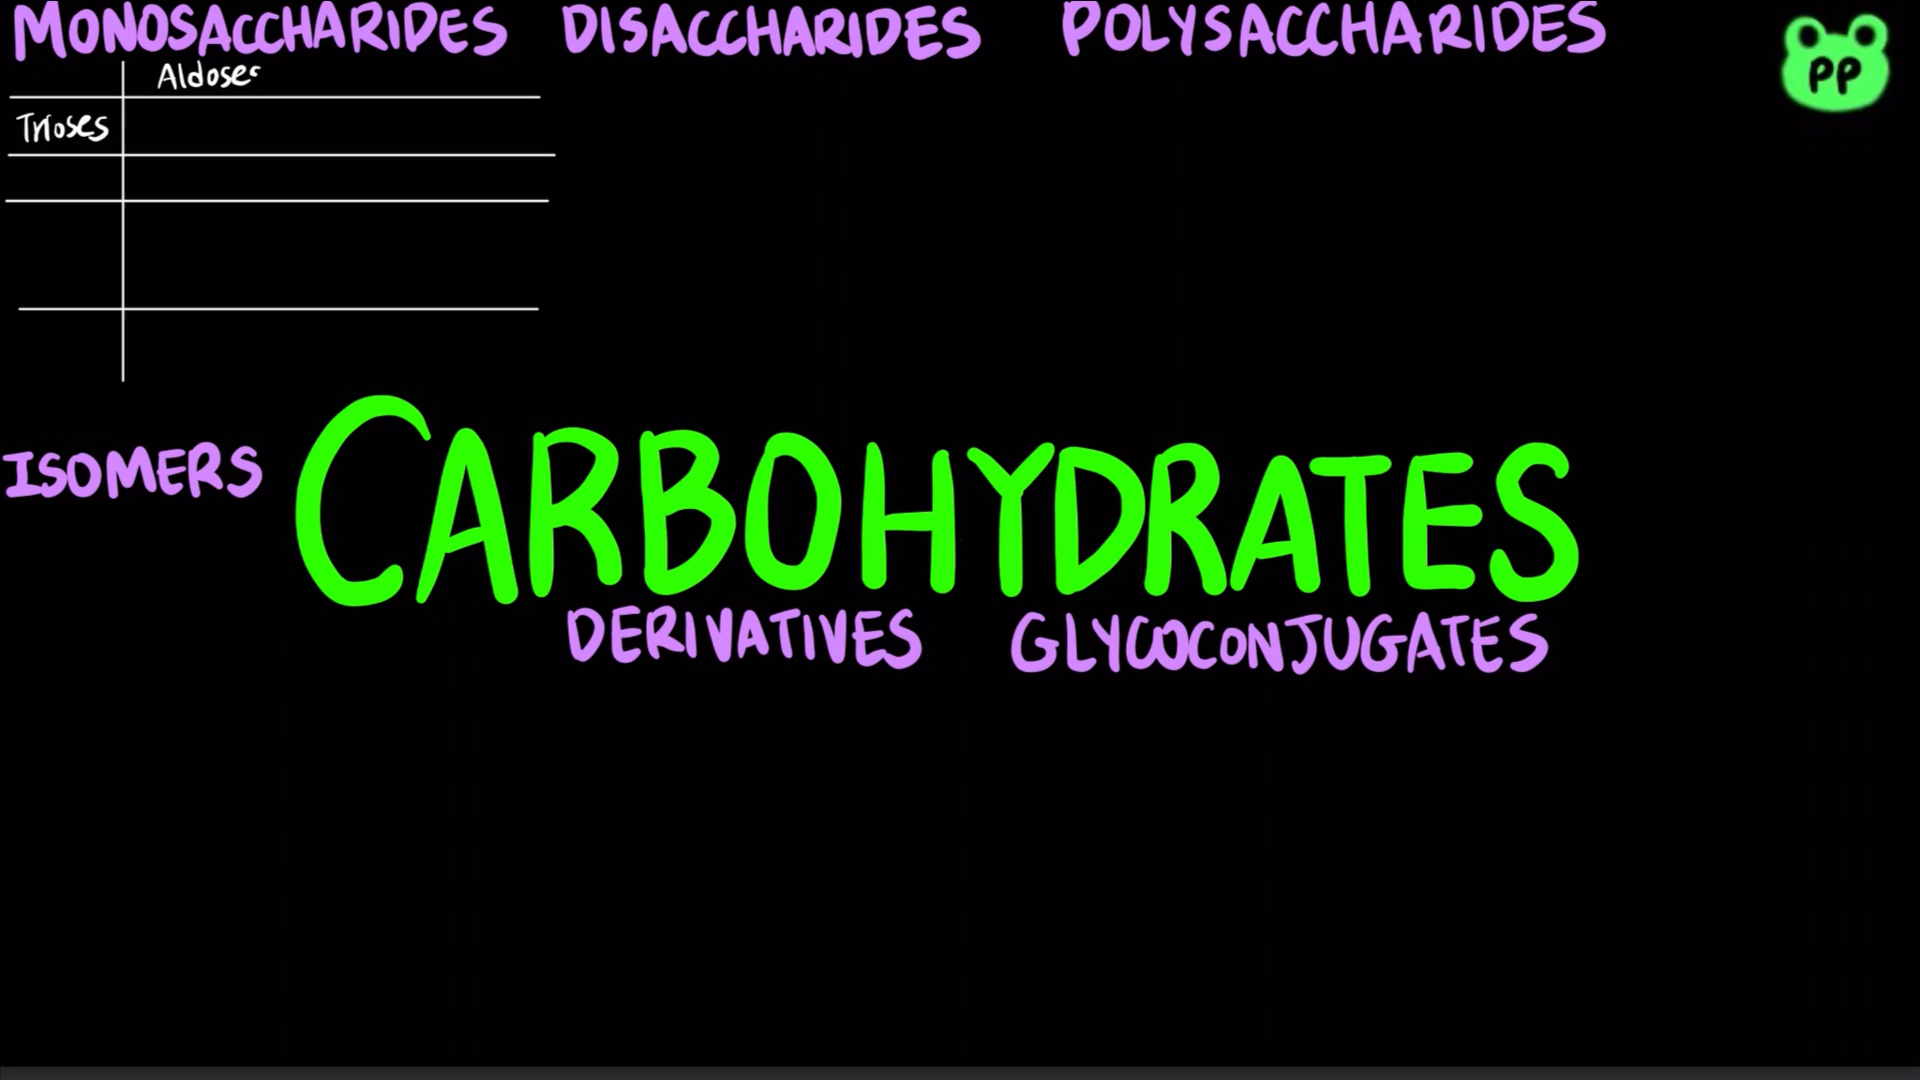 MONOSACCHARIDES DISACCHARIDES POLYSACCHARIDES
PP
Aldoses
Trioses
ISOMERS
CARBOHYDRATES
DERIVATIVES GLYCOCONJUGATES